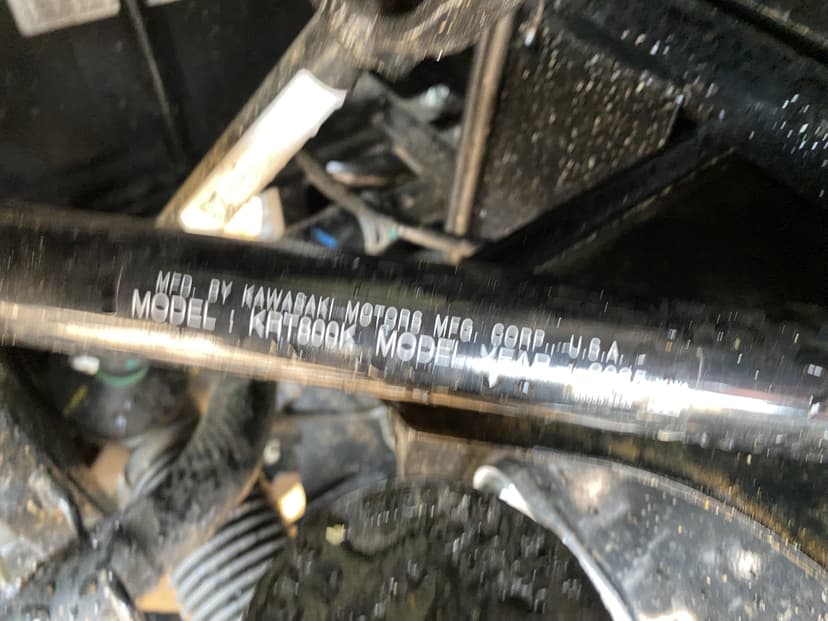 MFD. BY KAWASAKI MOTORS MFG. CORP., U.S.A.
MODEL : KRT800K MODEL YEAR :